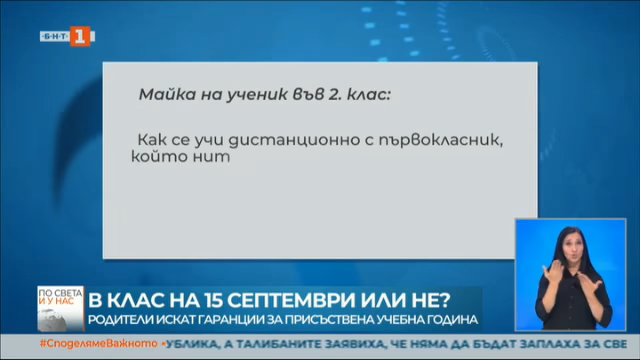 БНТ 1
Майка на ученик във 2. клас:
Как се учи дистанционно с първокласник,
който нит
ПО СВЕТА
И У НАС
В КЛАС НА 15 СЕПТЕМВРИ ИЛИ НЕ?
РОДИТЕЛИ ИСКАТ ГАРАНЦИИ ЗА ПРИСЪСТВЕНА УЧЕБНА ГОДИНА
#СподелямеВажното УБЛИКА, А ТАЛИБАНИТЕ ЗАЯВИХА, ЧЕ НЯМА ДА БЪДАТ ЗАПЛАХА ЗА СВЕ